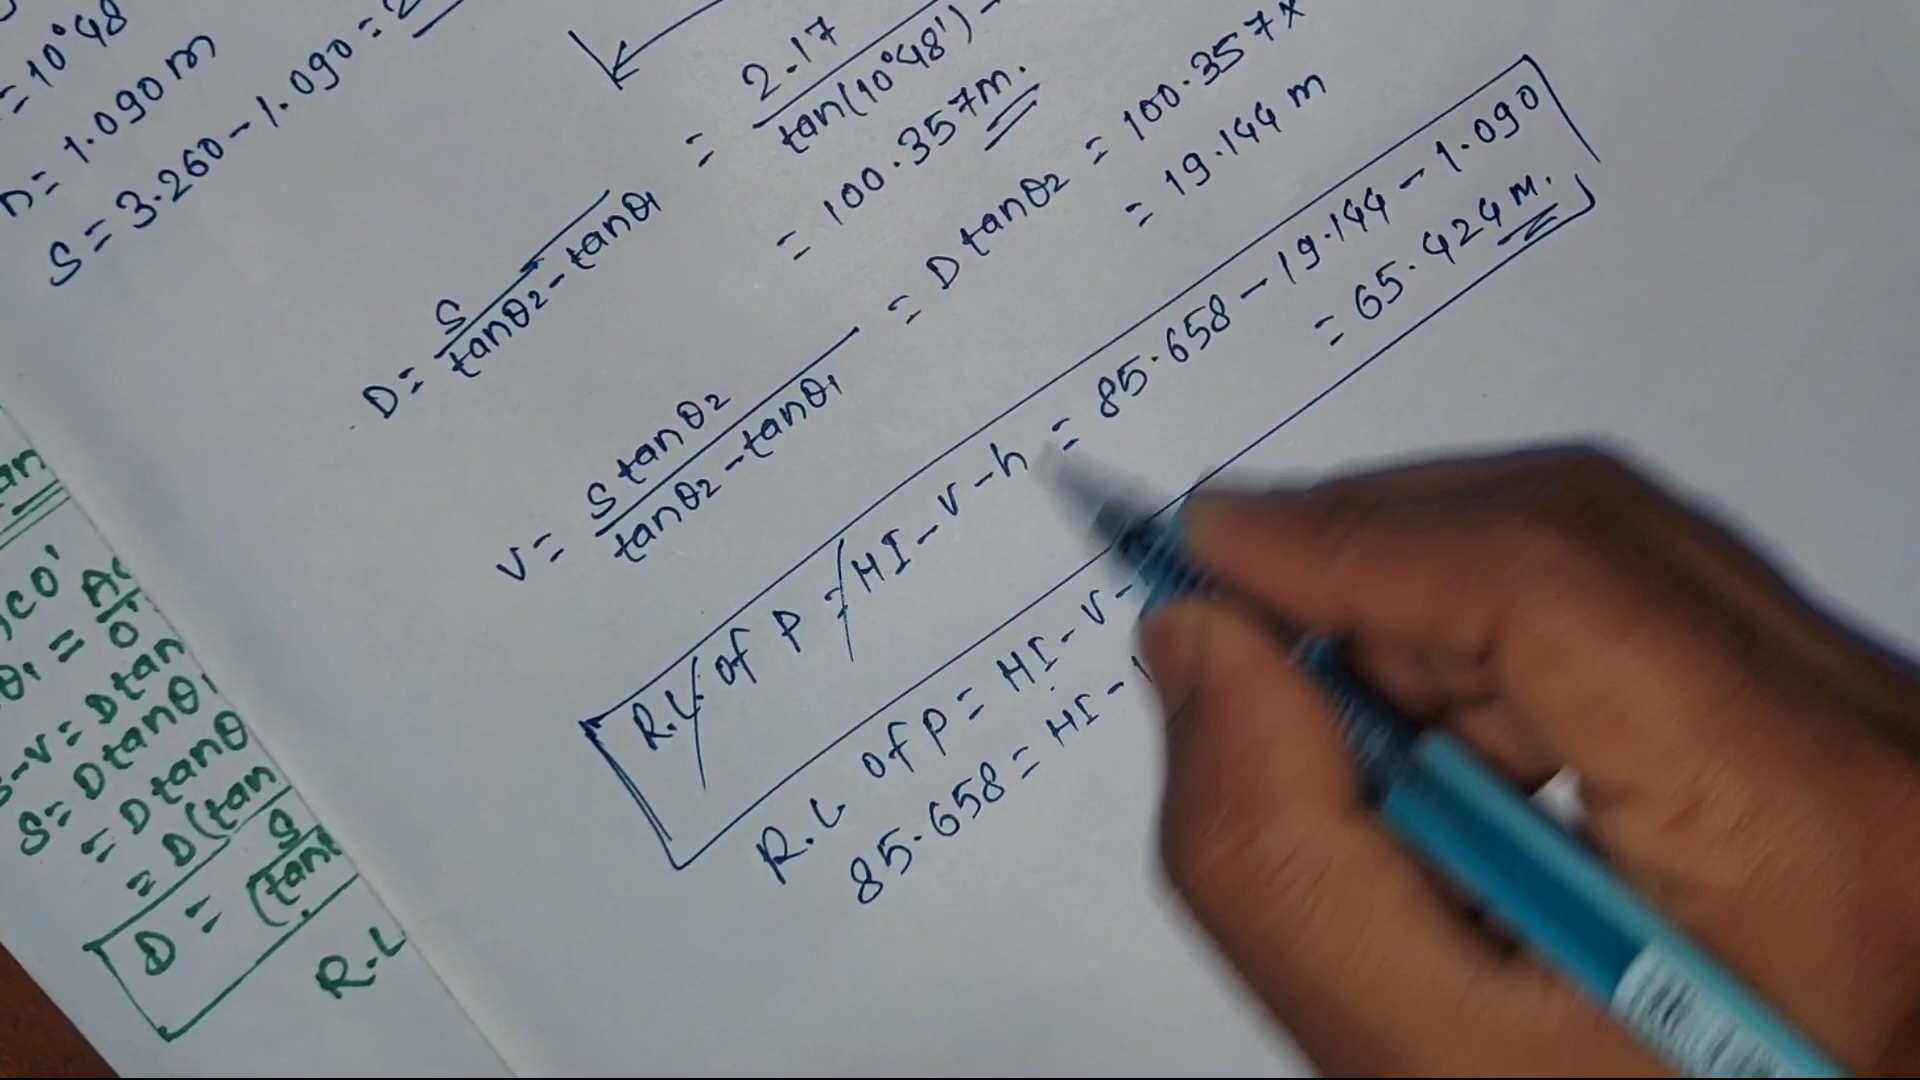 = 10°48
= 1.090 m
S = 3.260 - 1.090 =
D = S / tanθ2 - tanθ1 = 2.17 / tan(10°48') -
= 100.357m.
V = S tanθ2 / tanθ2 - tanθ1 = D tanθ2 = 100.357 x
= 19.144 m
R.L. of P = HI - V - h = 85.658 - 19.144 - 1.090
= 65.424 m.
R.L of P = HI - V -
85.658 = HI -
an
CO'
θ1 =
-V = D tan
S = D tanθ1
= D tanθ
= D(tan
D = S / (tan
R.L